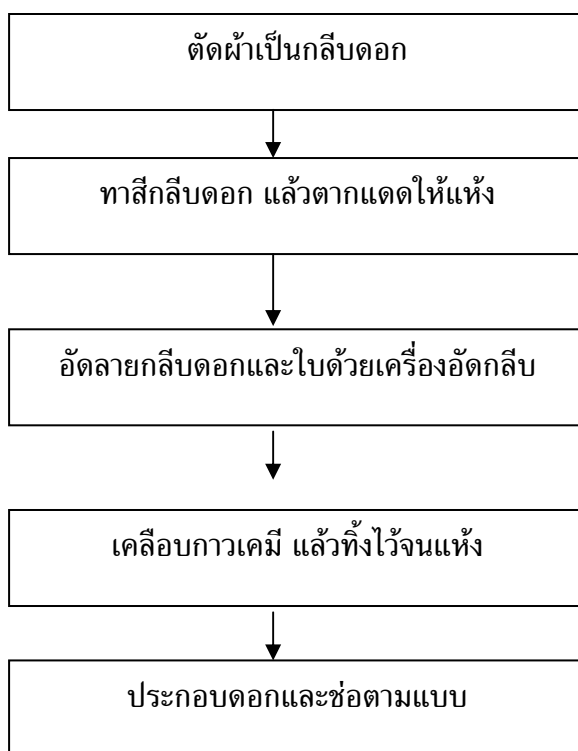 ตัดผ้าเป็นกลีบดอก
ทาสีกลีบดอก แล้วตากแดดให้แห้ง
อัดลายกลีบดอกและใบด้วยเครื่องอัดกลีบ
เคลือบกาวเคมี แล้วทิ้งไว้จนแห้ง
ประกอบดอกและช่อตามแบบ